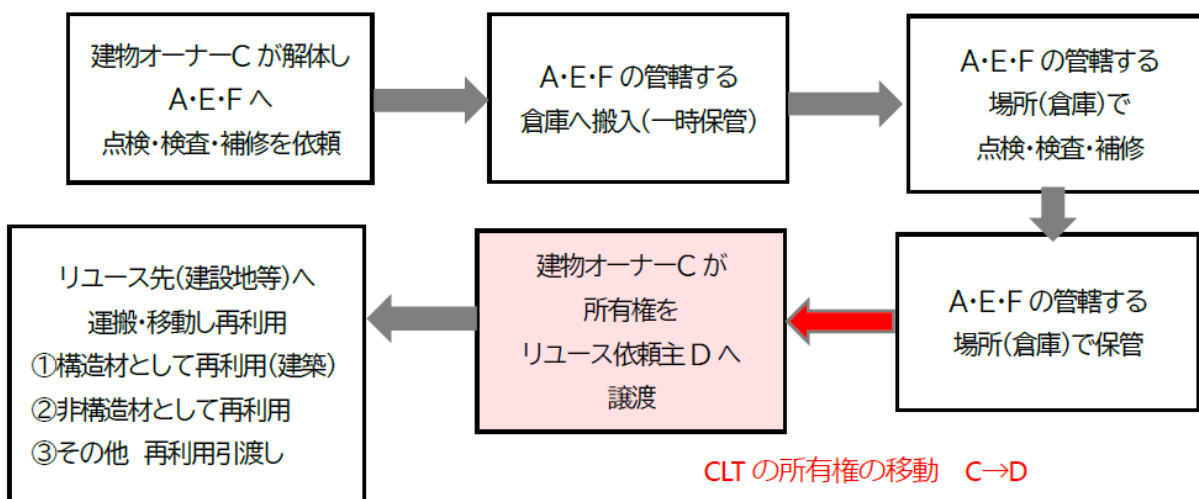 建物オーナーC が解体し
A・E・F へ
点検・検査・補修を依頼
A・E・F の管轄する
倉庫へ搬入(一時保管)
A・E・F の管轄する
場所(倉庫)で
点検・検査・補修
A・E・F の管轄する
場所(倉庫)で保管
建物オーナーC が
所有権を
リユース依頼主 D へ
譲渡
リユース先(建設地等)へ
運搬・移動し再利用
①構造材として再利用(建築)
②非構造材として再利用
③その他 再利用引渡し
CLT の所有権の移動 C→D